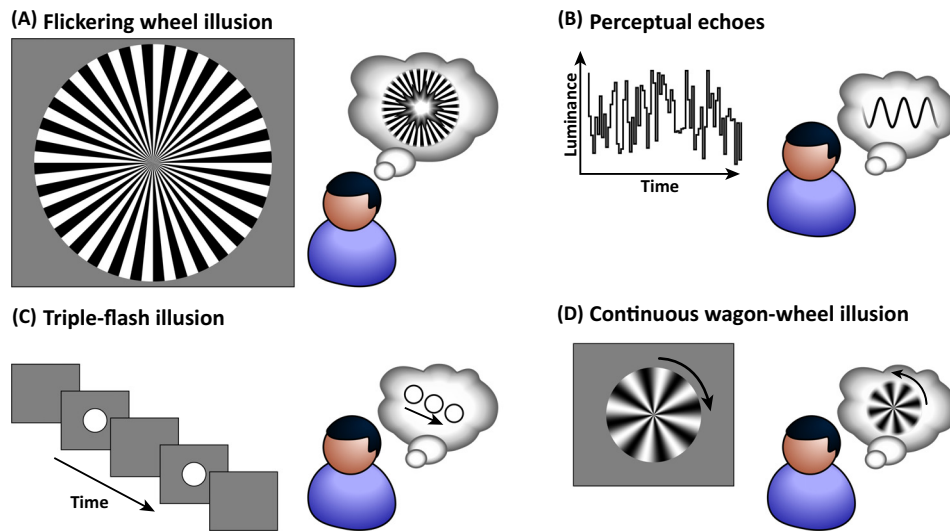 (A) Flickering wheel illusion
(B) Perceptual echoes
Luminance
Time
(C) Triple-flash illusion
Time
(D) Continuous wagon-wheel illusion